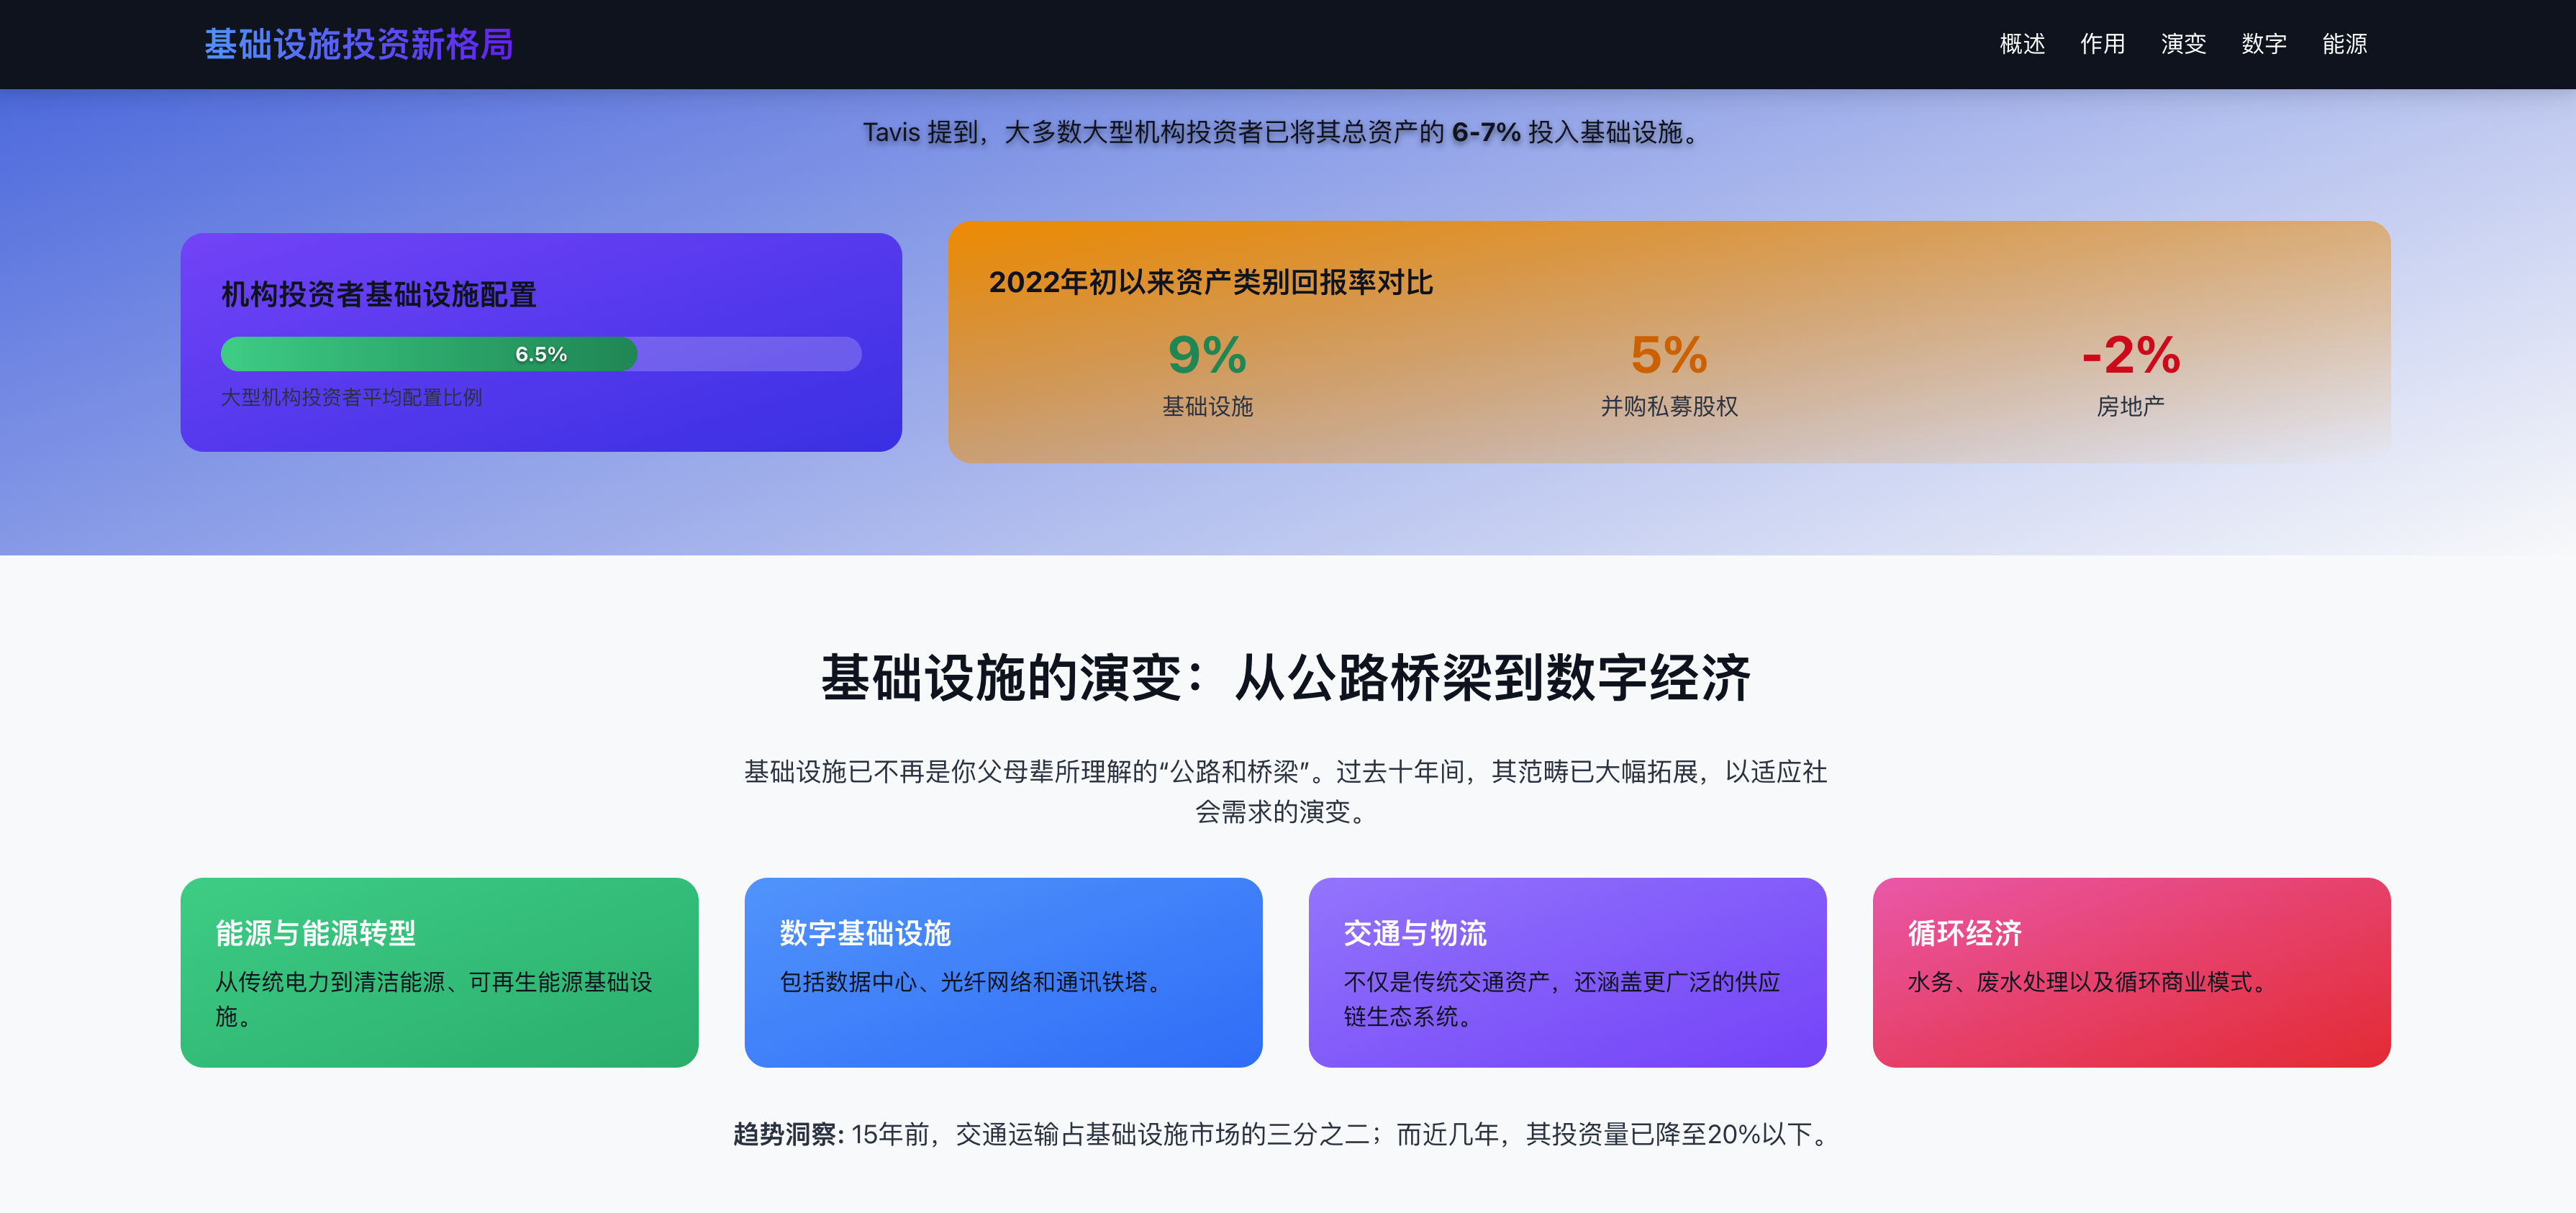 基础设施投资新格局
概述 作用 演变 数字 能源
Tavis 提到，大多数大型机构投资者已将其总资产的 6-7% 投入基础设施。
机构投资者基础设施配置
6.5%
大型机构投资者平均配置比例
2022年初以来资产类别回报率对比
9% 5% -2%
基础设施 并购私募股权 房地产
基础设施的演变：从公路桥梁到数字经济
基础设施已不再是你父母辈所理解的“公路和桥梁”。过去十年间，其范畴已大幅拓展，以适应社
会需求的演变。
能源与能源转型
从传统电力到清洁能源、可再生能源基础设
施。
数字基础设施
包括数据中心、光纤网络和通讯铁塔。
交通与物流
不仅是传统交通资产，还涵盖更广泛的供应
链生态系统。
循环经济
水务、废水处理以及循环商业模式。
趋势洞察: 15年前，交通运输占基础设施市场的三分之二；而近几年，其投资量已降至20%以下。